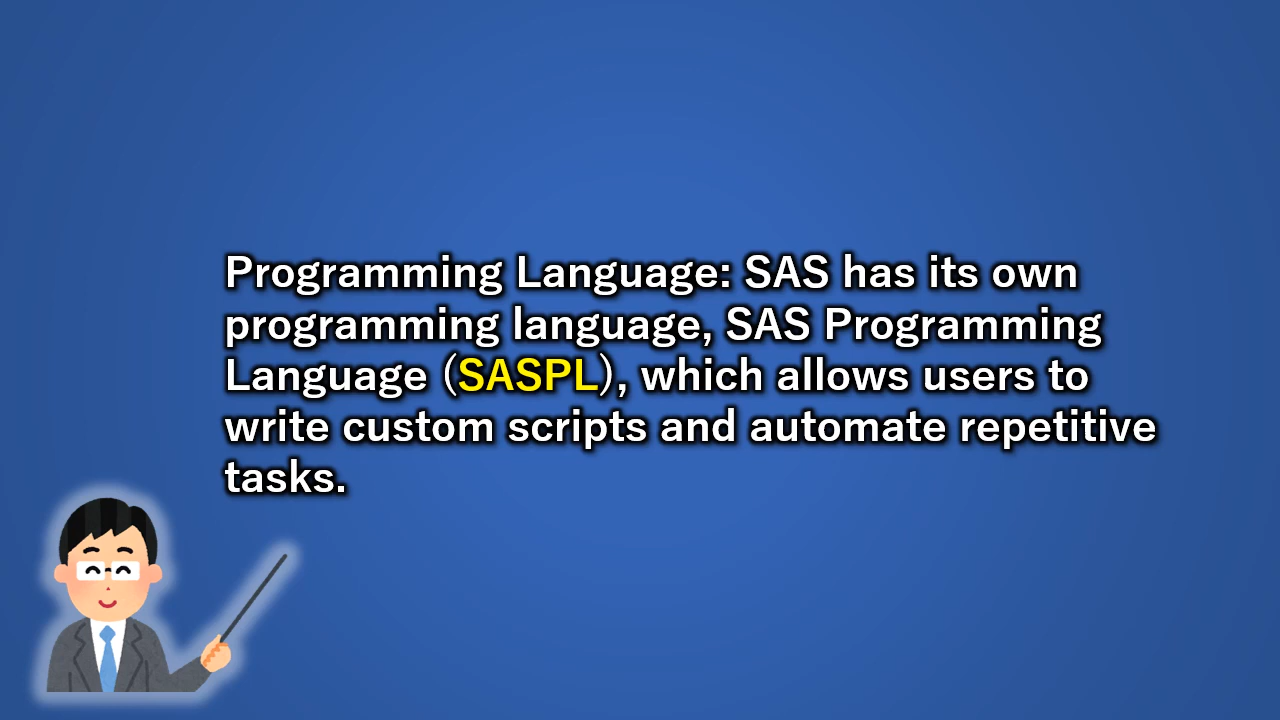 Programming Language: SAS has its own
programming language, SAS Programming
Language (SASPL), which allows users to
write custom scripts and automate repetitive
tasks.